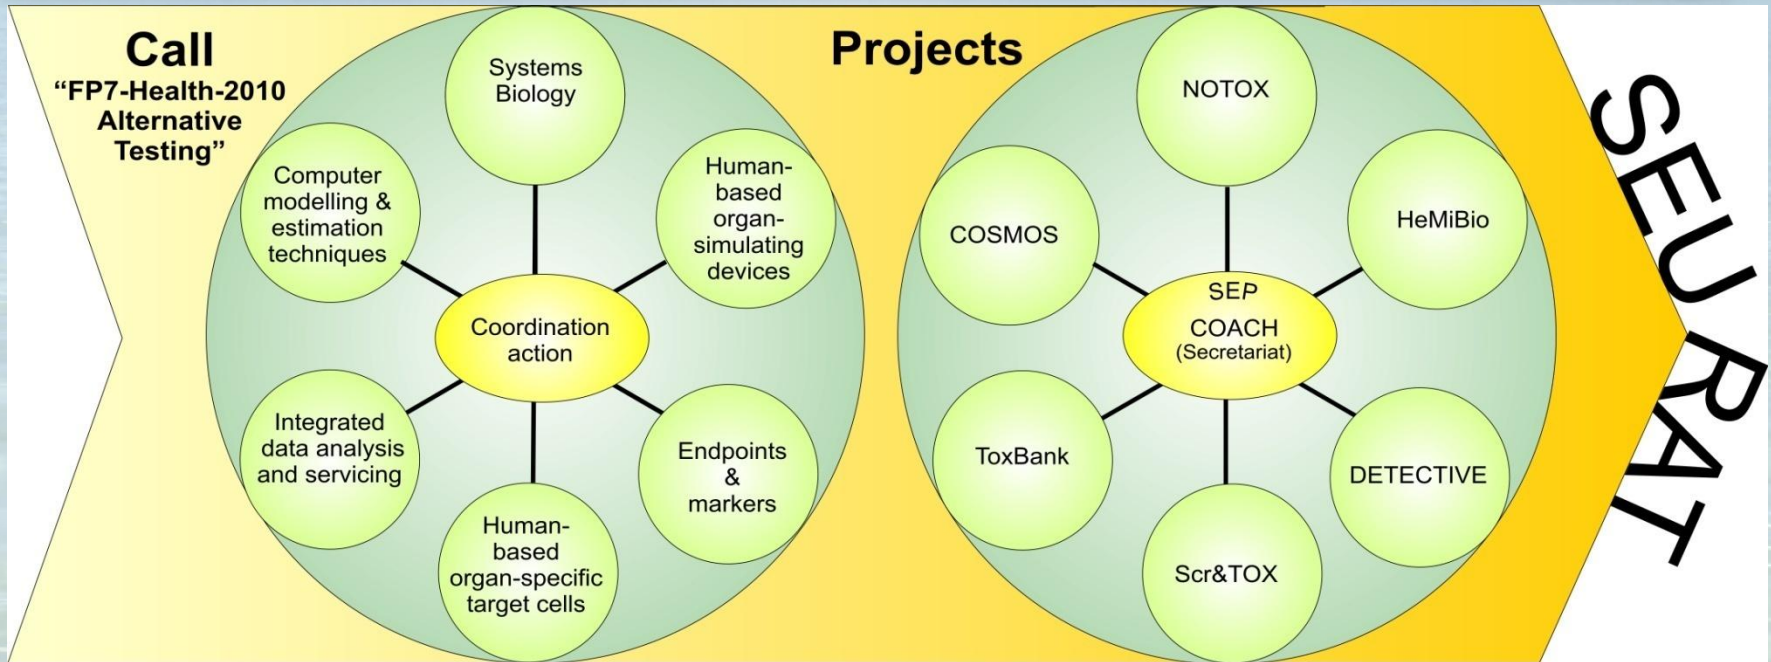 Call
“FP7-Health-2010
Alternative
Testing”
Systems
Biology
Computer
modelling &
estimation
techniques
Human-
based
organ-
simulating
devices
Coordination
action
Integrated
data analysis
and servicing
Endpoints
&
markers
Human-
based
organ-specific
target cells
Projects
NOTOX
COSMOS
HeMiBio
SEP
COACH
(Secretariat)
ToxBank
DETECTIVE
Scr&TOX
SEURAT